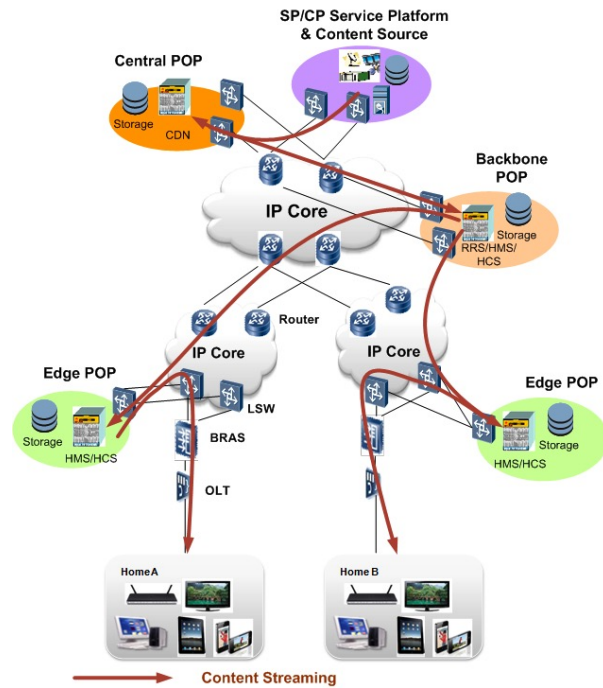 SP/CP Service Platform
& Content Source
Central POP
Storage
CDN
Backbone
POP
IP Core
Storage
RRS/HMS/
HCS
Router
IP Core
IP Core
Edge POP
Edge POP
LSW
Storage
HMS/HCS
BRAS
Storage
HMS/HCS
OLT
Home A
Home B
Content Streaming